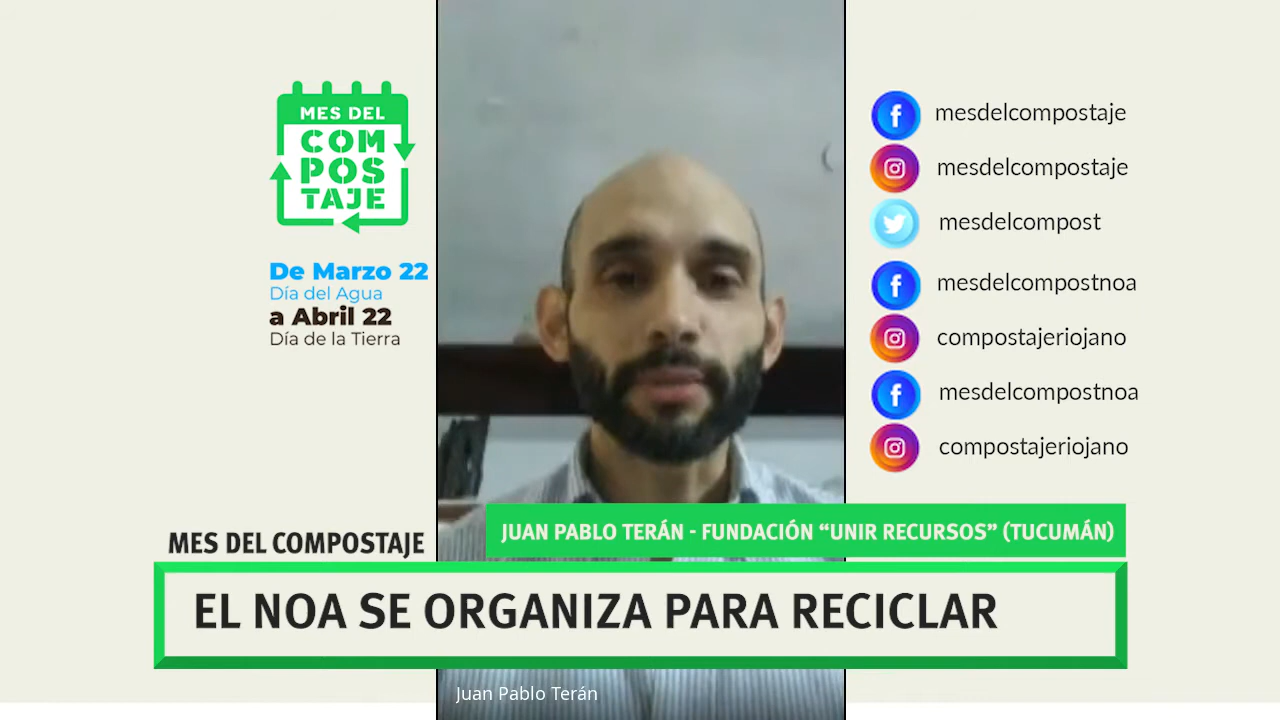 MES DEL
COM
POS
TAJE
De Marzo 22
Día del Agua
a Abril 22
Día de la Tierra
mesdelcompostaje
mesdelcompostaje
mesdelcompost
mesdelcompostnoa
compostajeriojano
mesdelcompostnoa
compostajeriojano
MES DEL COMPOSTAJE
JUAN PABLO TERÁN - FUNDACIÓN “UNIR RECURSOS” (TUCUMÁN)
EL NOA SE ORGANIZA PARA RECICLAR
Juan Pablo Terán